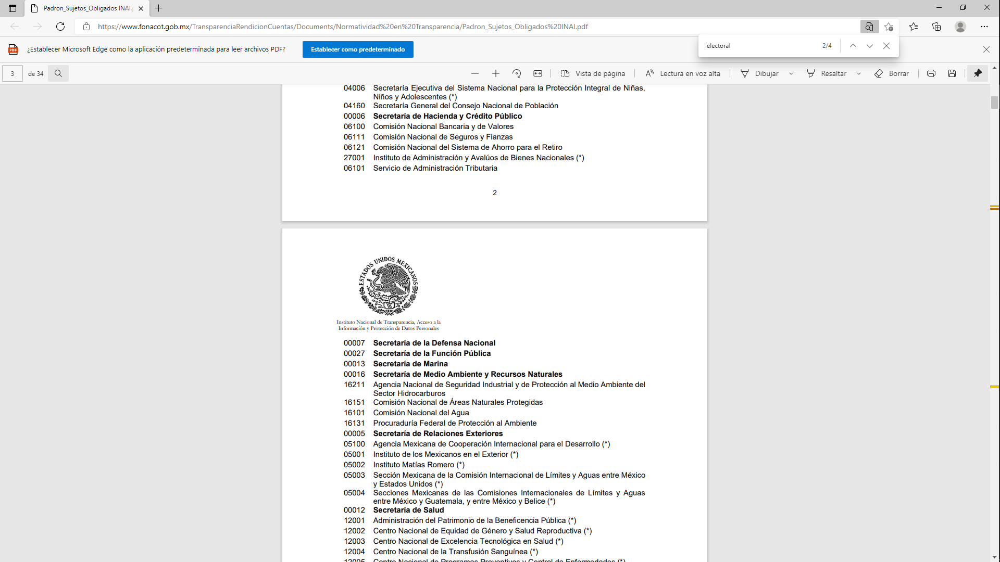 Padron_Sujetos_Obligados INAI.p
https://www.fonacot.gob.mx/TransparenciaRendicionCuentas/Documents/Normatividad%20en%20Transparencia/Padron_Sujetos_Obligados%20INAI.pdf
PDF
¿Establecer Microsoft Edge como la aplicación predeterminada para leer archivos PDF?
Establecer como predeterminado
electoral
2/4
3
de 34
Vista de página
Lectura en voz alta
Dibujar
Resaltar
Borrar
04006 Secretaría Ejecutiva del Sistema Nacional para la Protección Integral de Niñas,
Niños y Adolescentes (*)
04160 Secretaría General del Consejo Nacional de Población
00006 Secretaría de Hacienda y Crédito Público
06100 Comisión Nacional Bancaria y de Valores
06111 Comisión Nacional de Seguros y Fianzas
06121 Comisión Nacional del Sistema de Ahorro para el Retiro
27001 Instituto de Administración y Avalúos de Bienes Nacionales (*)
06101 Servicio de Administración Tributaria
2
ESTADOS UNIDOS MEXICANOS
Instituto Nacional de Transparencia, Acceso a la
Información y Protección de Datos Personales
00007 Secretaría de la Defensa Nacional
00027 Secretaría de la Función Pública
00013 Secretaría de Marina
00016 Secretaría de Medio Ambiente y Recursos Naturales
16211 Agencia Nacional de Seguridad Industrial y de Protección al Medio Ambiente del
Sector Hidrocarburos
16151 Comisión Nacional de Áreas Naturales Protegidas
16101 Comisión Nacional del Agua
16131 Procuraduría Federal de Protección al Ambiente
00005 Secretaría de Relaciones Exteriores
05100 Agencia Mexicana de Cooperación Internacional para el Desarrollo (*)
05001 Instituto de los Mexicanos en el Exterior (*)
05002 Instituto Matías Romero (*)
05003 Sección Mexicana de la Comisión Internacional de Límites y Aguas entre México
y Estados Unidos (*)
05004 Secciones Mexicanas de las Comisiones Internacionales de Límites y Aguas
entre México y Guatemala, y entre México y Belice (*)
00012 Secretaría de Salud
12001 Administración del Patrimonio de la Beneficencia Pública (*)
12002 Centro Nacional de Equidad de Género y Salud Reproductiva (*)
12003 Centro Nacional de Excelencia Tecnológica en Salud (*)
12004 Centro Nacional de la Transfusión Sanguínea (*)
12005 Centro Nacional de Programas Preventivos y Control de Enfermedades (*)